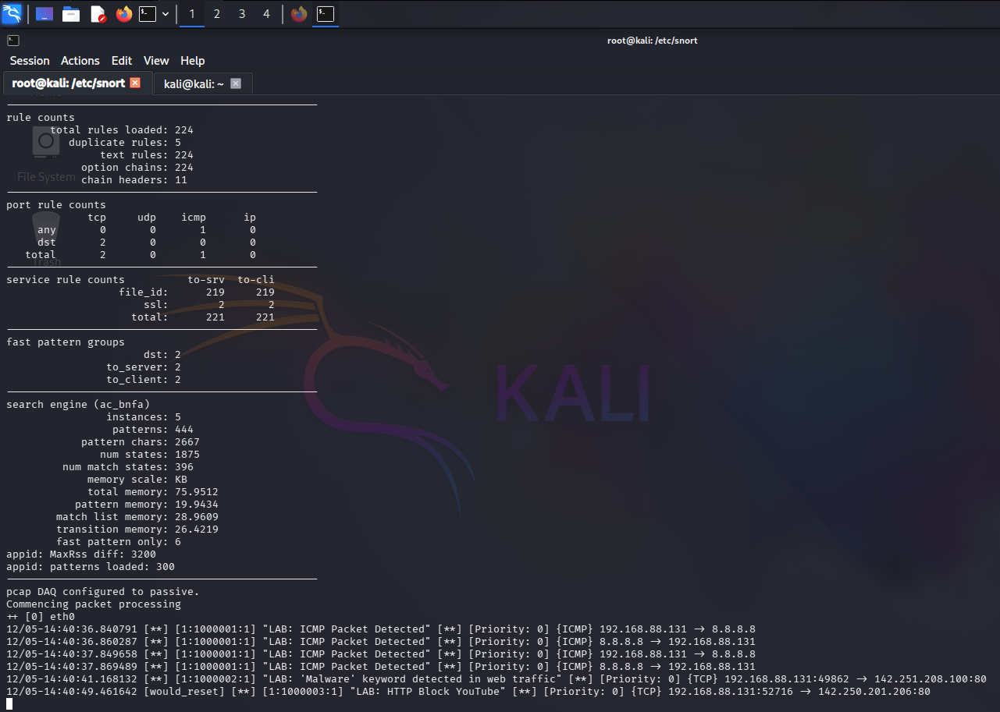 1 2 3 4
root@kali: /etc/snort
Session Actions Edit View Help
root@kali: /etc/snort kali@kali: ~
rule counts
total rules loaded: 224
duplicate rules: 5
text rules: 224
option chains: 224
File System
chain headers: 11
port rule counts
tcp udp icmp ip
any 0 0 1 0
dst 2 0 0 0
total 2 0 1 0
Trash
service rule counts to-srv to-cli
file_id: 219 219
ssl: 2 2
total: 221 221
fast pattern groups
dst: 2
to_server: 2
to_client: 2
KALI
search engine (ac_bnfa)
instances: 5
patterns: 444
pattern chars: 2667
num states: 1875
num match states: 396
memory scale: KB
total memory: 75.9512
pattern memory: 19.9434
match list memory: 28.9609
transition memory: 26.4219
fast pattern only: 6
appid: MaxRss diff: 3200
appid: patterns loaded: 300
pcap DAQ configured to passive.
Commencing packet processing
++ [0] eth0
12/05-14:40:36.840791 [**] [1:1000001:1] "LAB: ICMP Packet Detected" [**] [Priority: 0] {ICMP} 192.168.88.131 → 8.8.8.8
12/05-14:40:36.860287 [**] [1:1000001:1] "LAB: ICMP Packet Detected" [**] [Priority: 0] {ICMP} 8.8.8.8 → 192.168.88.131
12/05-14:40:37.849658 [**] [1:1000001:1] "LAB: ICMP Packet Detected" [**] [Priority: 0] {ICMP} 192.168.88.131 → 8.8.8.8
12/05-14:40:37.869489 [**] [1:1000001:1] "LAB: ICMP Packet Detected" [**] [Priority: 0] {ICMP} 8.8.8.8 → 192.168.88.131
12/05-14:40:41.168132 [**] [1:1000002:1] "LAB: 'Malware' keyword detected in web traffic" [**] [Priority: 0] {TCP} 192.168.88.131:49862 → 142.251.208.100:80
12/05-14:40:49.461642 [would_reset] [**] [1:1000003:1] "LAB: HTTP Block YouTube" [**] [Priority: 0] {TCP} 192.168.88.131:52716 → 142.250.201.206:80